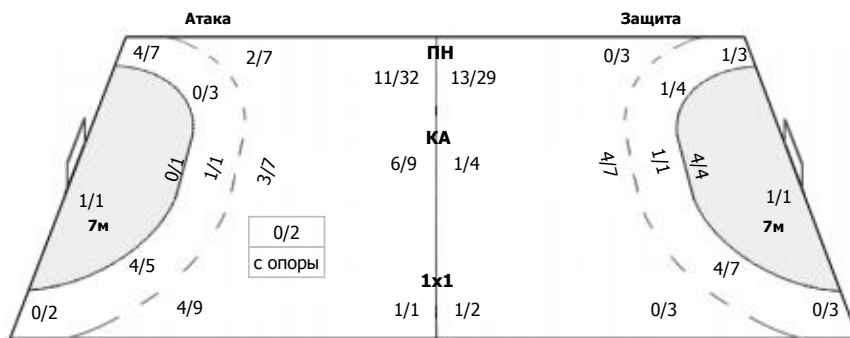 Атака Защита
4/7 2/7 ПН 0/3 1/3
11/32 13/29
0/3 1/4
КА
0/1 1/1 3/7 6/9 1/4 4/7 1/1 4/4
1/1 1/1
7м 7м
0/2
с опоры
4/5 4/7
1х1
0/2 4/9 1/1 1/2 0/3 0/3